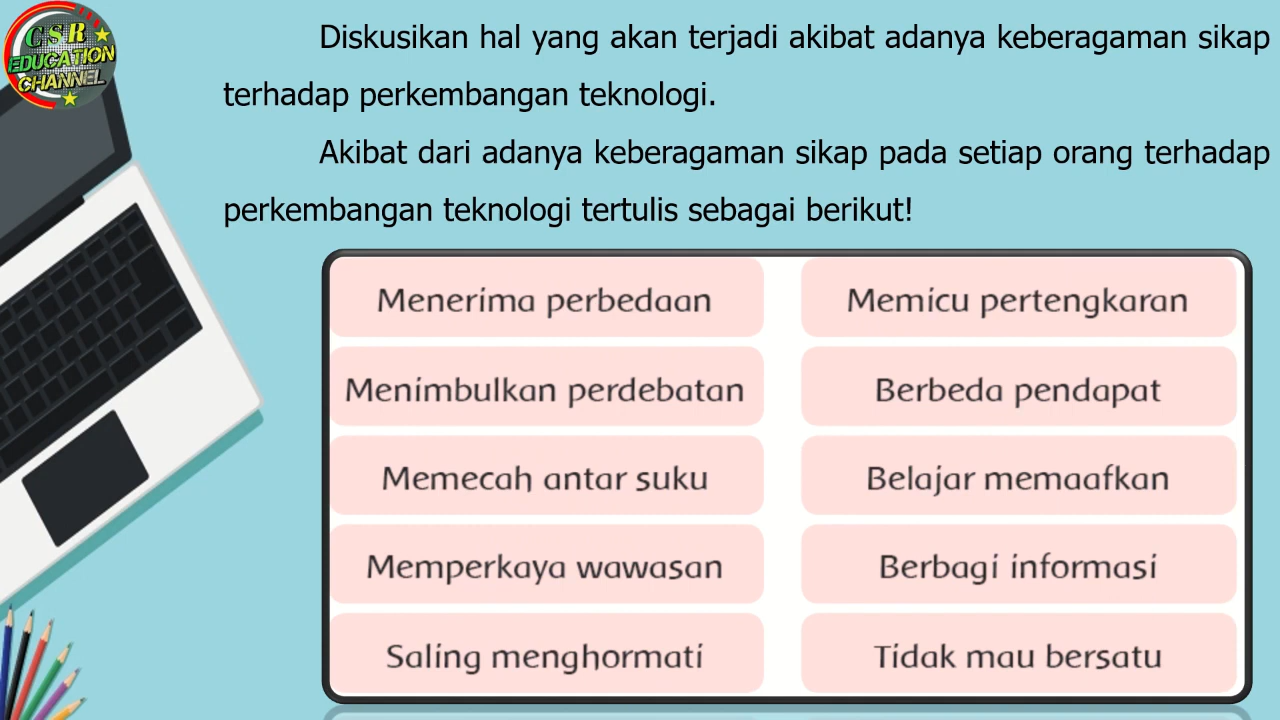 CSR
EDUCATION
CHANNEL
Diskusikan hal yang akan terjadi akibat adanya keberagaman sikap
terhadap perkembangan teknologi.
Akibat dari adanya keberagaman sikap pada setiap orang terhadap
perkembangan teknologi tertulis sebagai berikut!
Menerima perbedaan
Memicu pertengkaran
Menimbulkan perdebatan
Berbeda pendapat
Memecah antar suku
Belajar memaafkan
Memperkaya wawasan
Berbagi informasi
Saling menghormati
Tidak mau bersatu